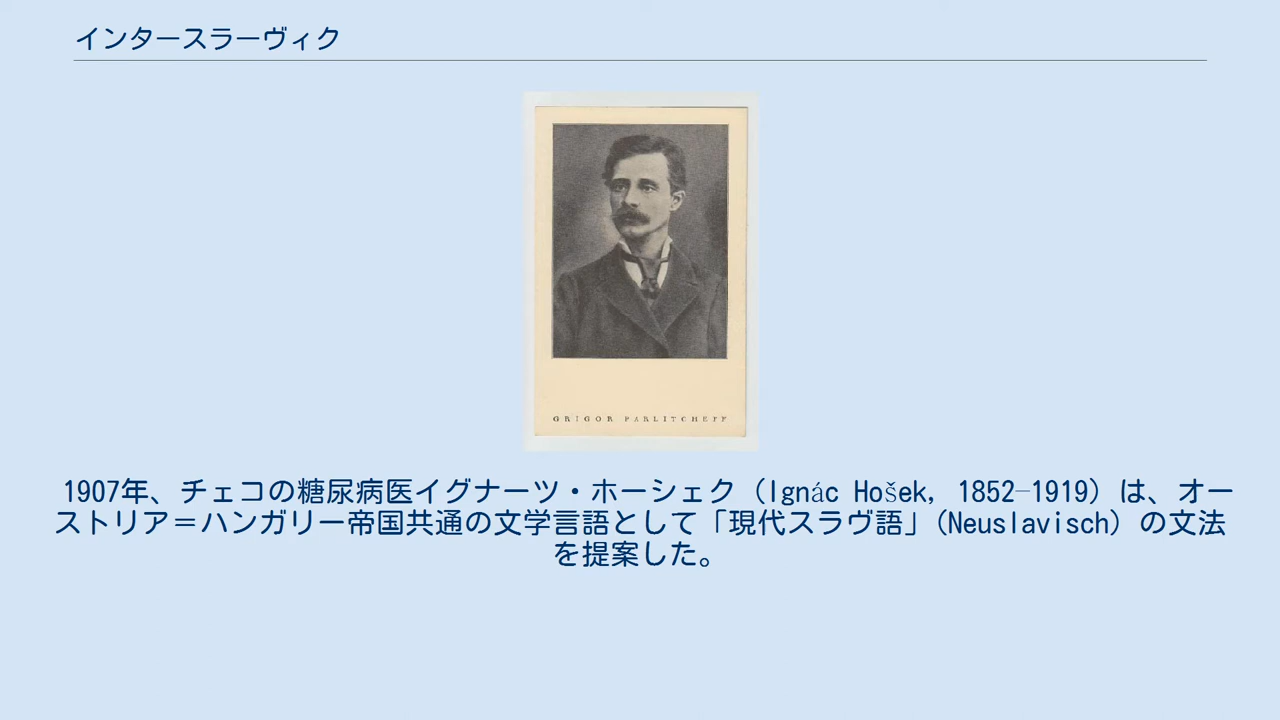 インタースラーヴィク
GRIGOR PARLITCHEFF
1907年、チェコの糖尿病医イグナーツ・ホーシェク（Ignác Hošek, 1852–1919）は、オー
ストリア＝ハンガリー帝国共通の文学言語として「現代スラヴ語」(Neuslavisch) の文法
を提案した。